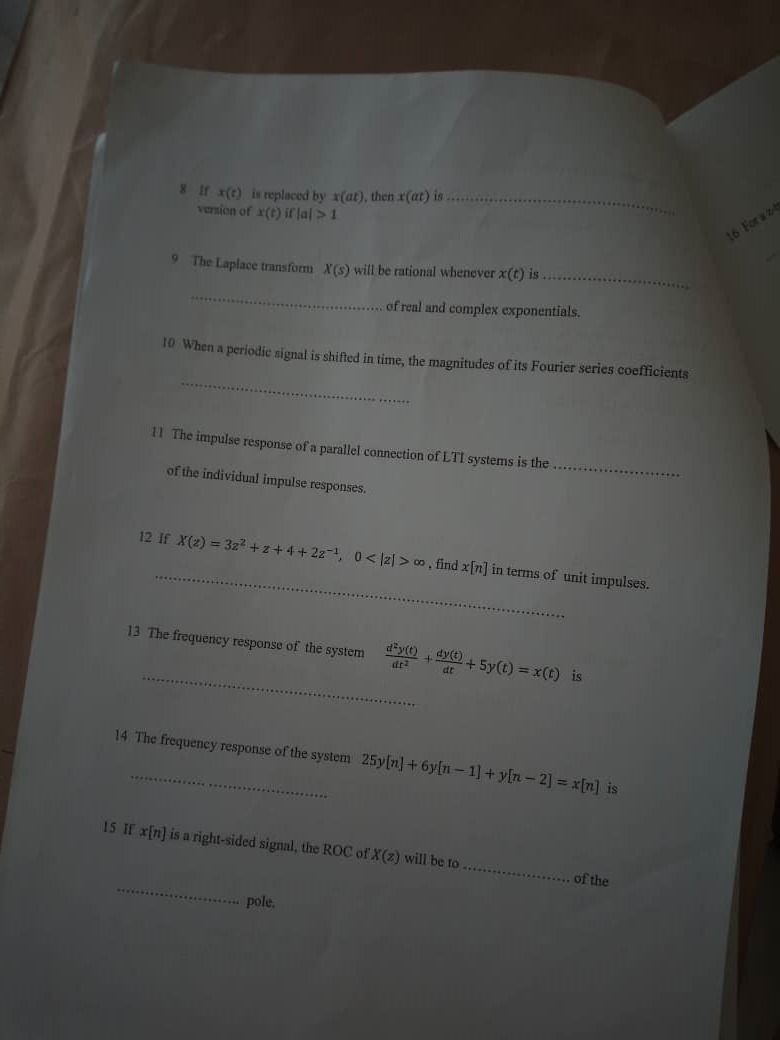 8 If x(t) is replaced by x(at), then x(at) is ........................................................
version of x(t) if |a| > 1
9 The Laplace transform X(s) will be rational whenever x(t) is ...................................
............................................. of real and complex exponentials.
10 When a periodic signal is shifted in time, the magnitudes of its Fourier series coefficients
............................................. .......
11 The impulse response of a parallel connection of LTI systems is the .............................
of the individual impulse responses.
12 If X(z) = 3z² + z + 4 + 2z⁻¹, 0 < |z| > ∞, find x[n] in terms of unit impulses.
................................................................................................
13 The frequency response of the system d²y(t)/dt² + dy(t)/dt + 5y(t) = x(t) is
................................................................
14 The frequency response of the system 25y[n] + 6y[n − 1] + y[n − 2] = x[n] is
.................. ............................
15 If x[n] is a right-sided signal, the ROC of X(z) will be to ......................... of the
............................. pole.
16 For a